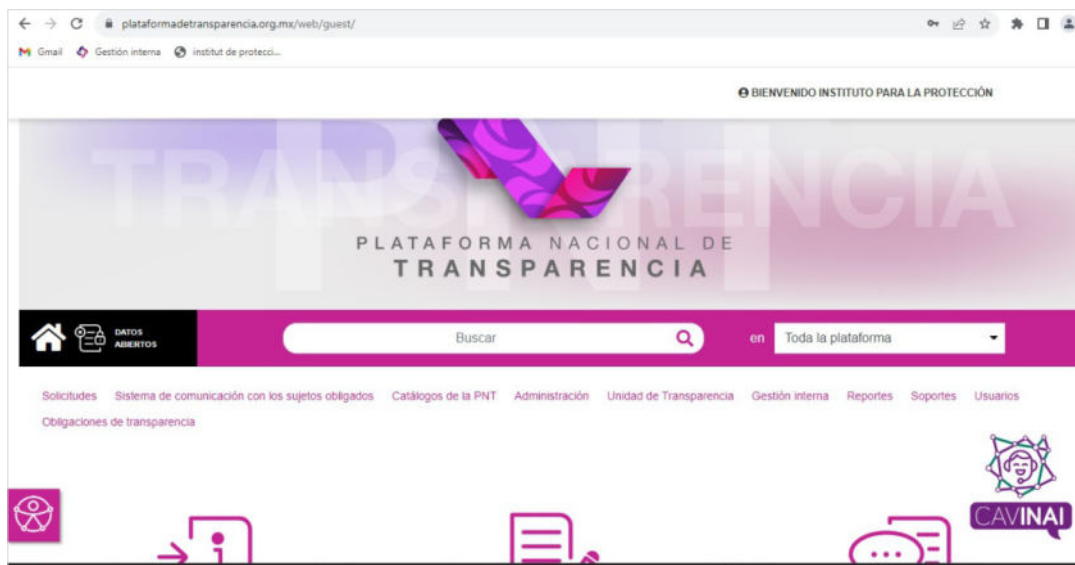 plataformadetransparencia.org.mx/web/guest/
Gmail Gestión interna institut de protecci...
BIENVENIDO INSTITUTO PARA LA PROTECCIÓN
PNT
TRANSPARENCIA
PLATAFORMA NACIONAL DE
TRANSPARENCIA
DATOS
ABIERTOS
Buscar en Toda la plataforma
Solicitudes Sistema de comunicación con los sujetos obligados Catálogos de la PNT Administración Unidad de Transparencia Gestión interna Reportes Soportes Usuarios
Obligaciones de transparencia
CAVINAI